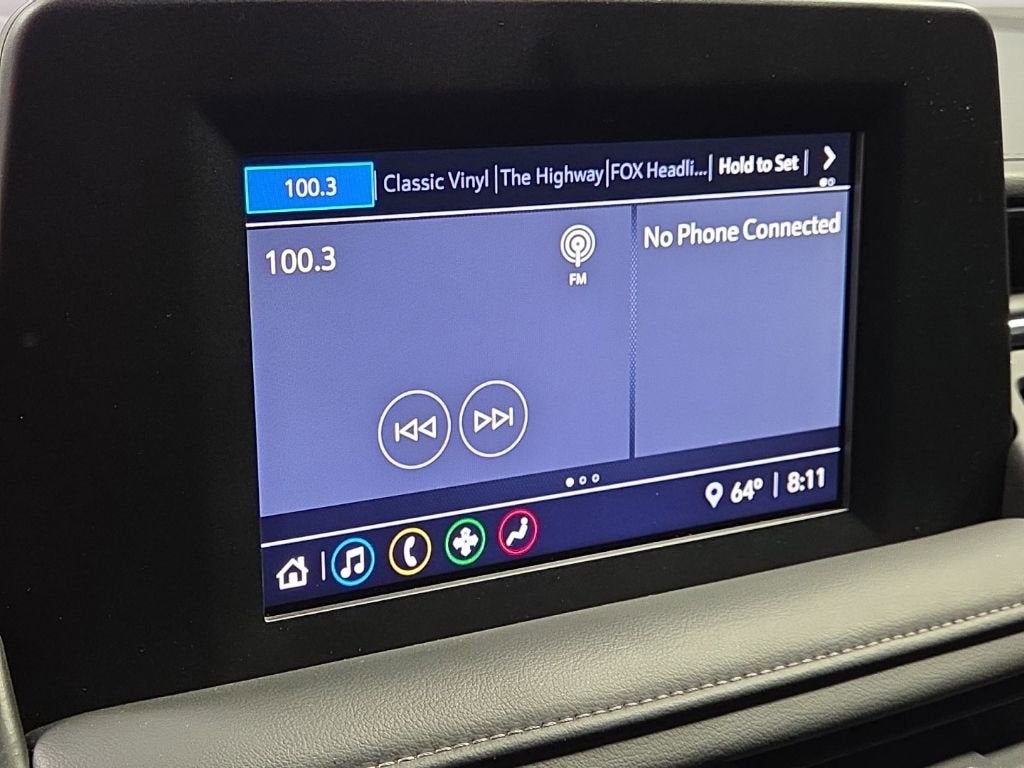 100.3 Classic Vinyl The Highway FOX Headli... Hold to Set
100.3
FM
No Phone Connected
64° 8:11